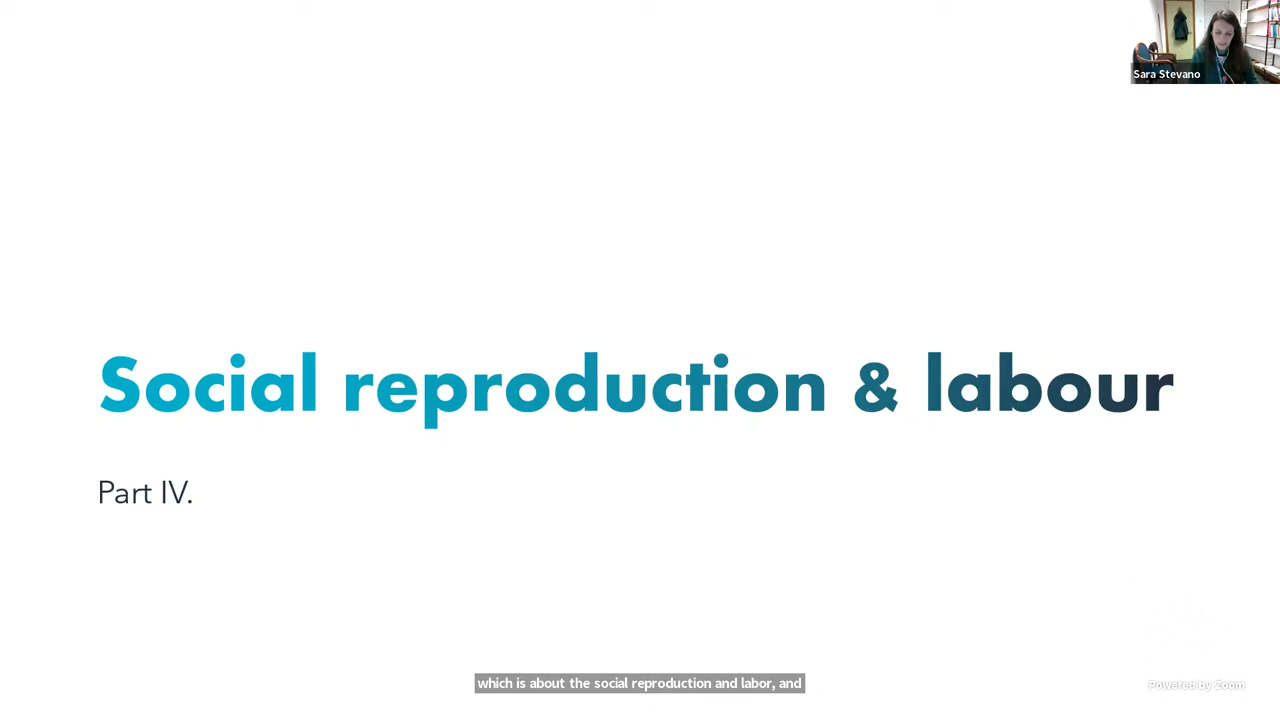 Sara Stevano
Social reproduction & labour
Part IV.
which is about the social reproduction and labor, and
Powered by Zoom